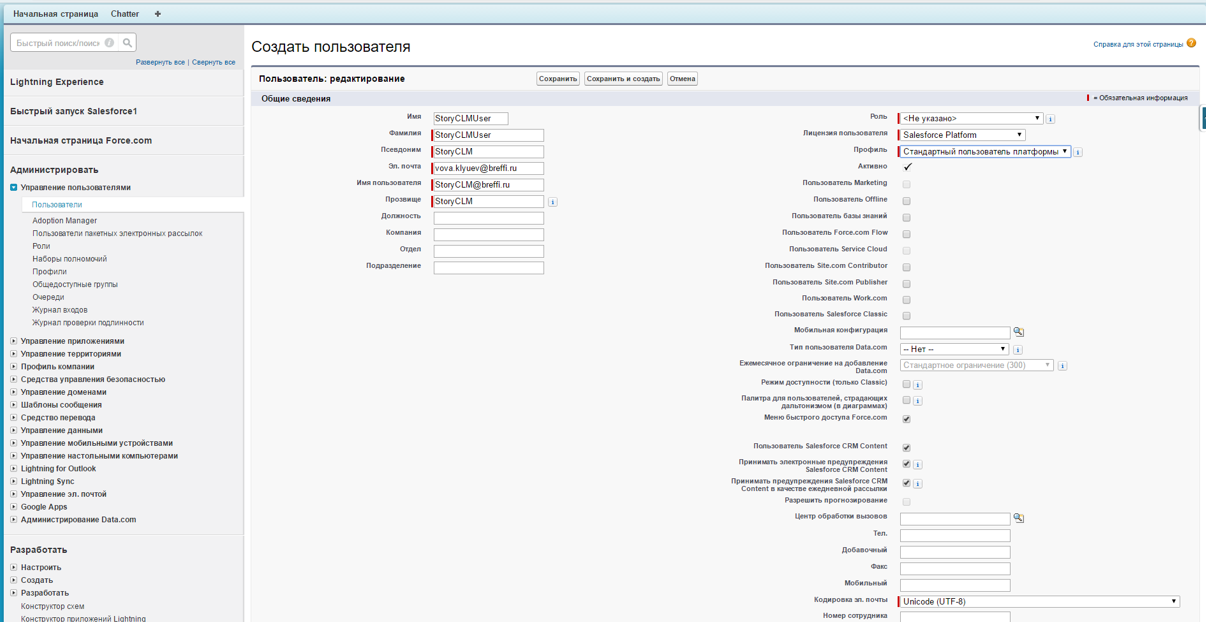 Начальная страница Chatter +
Быстрый поиск/поиск
Развернуть все | Свернуть все
Lightning Experience
Быстрый запуск Salesforce1
Начальная страница Force.com
Администрировать
Управление пользователями
Пользователи
Adoption Manager
Пользователи пакетных электронных рассылок
Роли
Наборы полномочий
Профили
Общедоступные группы
Очереди
Журнал входов
Журнал проверки подлинности
Управление приложениями
Управление территориями
Профиль компании
Средства управления безопасностью
Управление доменами
Шаблоны сообщения
Средство перевода
Управление данными
Управление мобильными устройствами
Управление настольными компьютерами
Lightning for Outlook
Lightning Sync
Управление эл. почтой
Google Apps
Администрирование Data.com
Разработать
Настроить
Создать
Разработать
Конструктор схем
Конструктор приложений Lightning
Создать пользователя
Справка для этой страницы ?
Пользователь: редактирование
Сохранить Сохранить и создать Отмена
Общие сведения
= Обязательная информация
Имя StoryCLMUser
Фамилия StoryCLMUser
Псевдоним StoryCLM
Эл. почта vova.klyuev@breffi.ru
Имя пользователя StoryCLM@breffi.ru
Прозвище StoryCLM
Должность
Компания
Отдел
Подразделение
Роль <Не указано>
Лицензия пользователя Salesforce Platform
Профиль Стандартный пользователь платформы
Активно
Пользователь Marketing
Пользователь Offline
Пользователь базы знаний
Пользователь Force.com Flow
Пользователь Service Cloud
Пользователь Site.com Contributor
Пользователь Site.com Publisher
Пользователь Work.com
Пользователь Salesforce Classic
Мобильная конфигурация
Тип пользователя Data.com -- Нет --
Ежемесячное ограничение на добавление
Data.com
Стандартное ограничение (300)
Режим доступности (только Classic)
Палитра для пользователей, страдающих
дальтонизмом (в диаграммах)
Меню быстрого доступа Force.com
Пользователь Salesforce CRM Content
Принимать электронные предупреждения
Salesforce CRM Content
Принимать предупреждения Salesforce CRM
Content в качестве ежедневной рассылки
Разрешить прогнозирование
Центр обработки вызовов
Тел.
Добавочный
Факс
Мобильный
Кодировка эл. почты Unicode (UTF-8)
Номер сотрудника